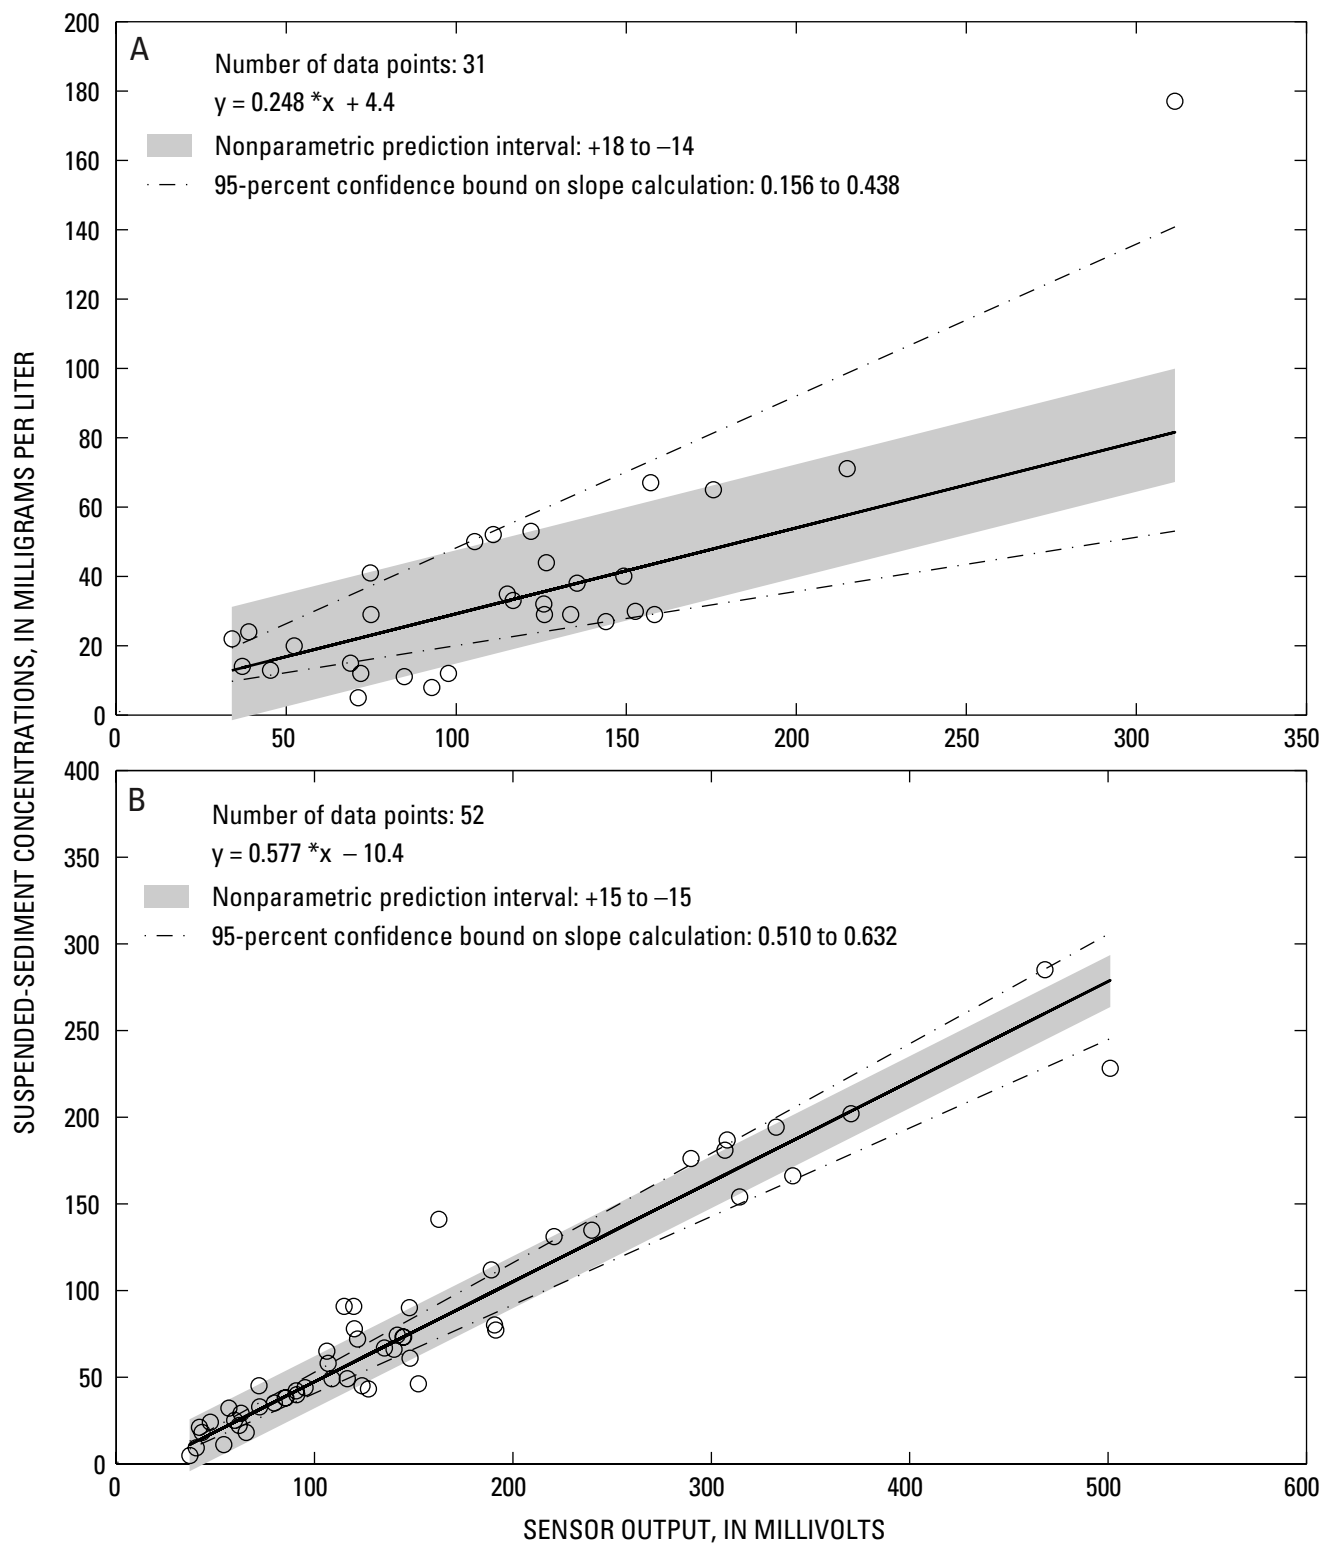 A
Number of data points: 31
y = 0.248 *x + 4.4
Nonparametric prediction interval: +18 to –14
95-percent confidence bound on slope calculation: 0.156 to 0.438
200
180
160
140
120
100
80
60
40
20
0
0 50 100 150 200 250 300 350
B
Number of data points: 52
y = 0.577 *x – 10.4
Nonparametric prediction interval: +15 to –15
95-percent confidence bound on slope calculation: 0.510 to 0.632
400
350
300
250
200
150
100
50
0
0 100 200 300 400 500 600
SENSOR OUTPUT, IN MILLIVOLTS
SUSPENDED-SEDIMENT CONCENTRATIONS, IN MILLIGRAMS PER LITER